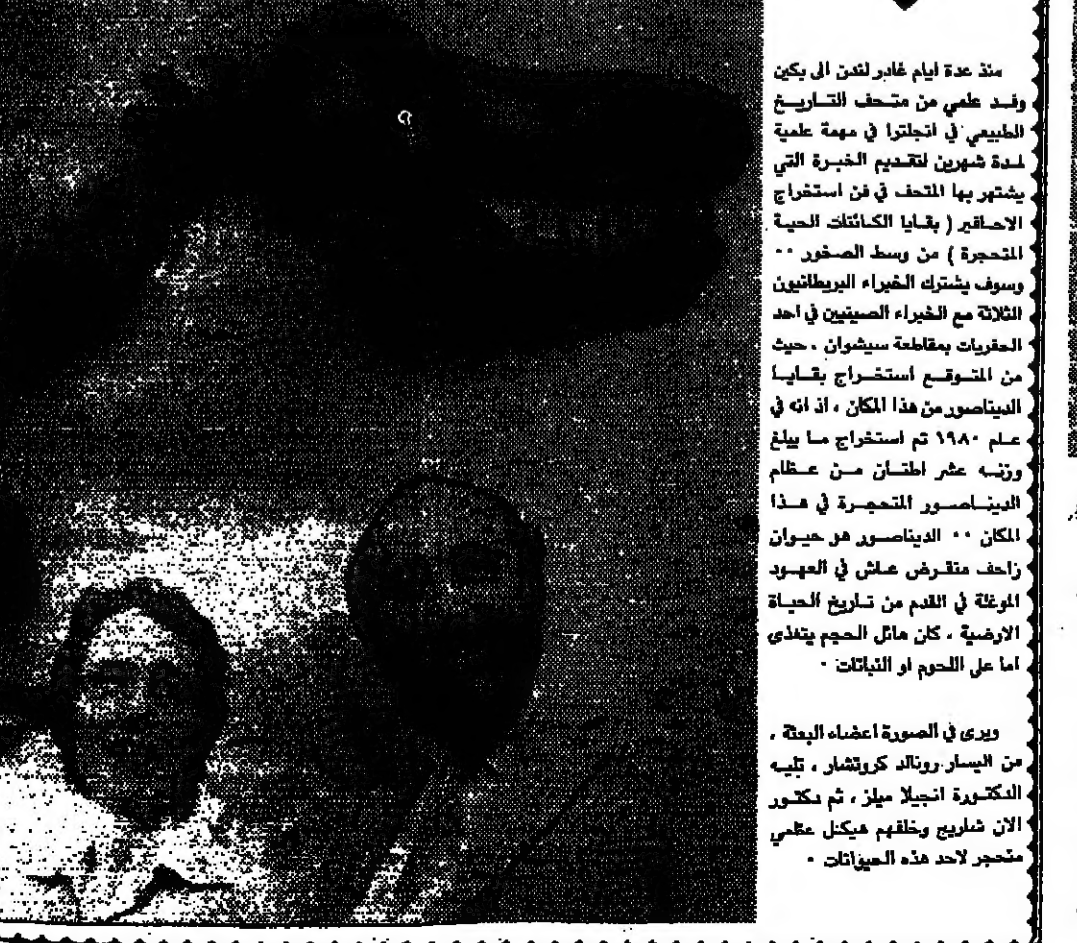 منذ عدة ايام غادر لندن الى بكين
وفد علمي من متحف التاريخ
الطبيعي في انجلترا في مهمة علمية
لمدة شهرين لتقديم الخبرة التي
يشتهر بها المتحف في فن استخراج
الاحافير ( بقايا الكائنات الحية
المتحجرة ) من وسط الصخور ٠٠
وسوف يشترك الخبراء البريطانيون
الثلاثة مع الخبراء الصينيين في احد
الحفريات بمقاطعة سيشوان ، حيث
من المتوقع استخراج بقايا
الديناصور من هذا المكان ، اذ انه في
عام ١٩٨٠ تم استخراج ما يبلغ
وزنه عشر اطنان من عظام
الديناصور المتحجرة في هذا
المكان ٠٠ الديناصور هو حيوان
زاحف منقرض عاش في العهود
الموغلة في القدم من تاريخ الحياة
الارضية ، كان هائل الحجم يتغذى
اما على اللحوم او النباتات ٠
ويرى في الصورة اعضاء البعثة ،
من اليسار رونالد كروتشار ، تليه
الدكتورة انجيلا ميلز ، ثم دكتور
الان شاريج وخلفهم هيكل عظمي
متحجر لاحد هذه الحيوانات ٠